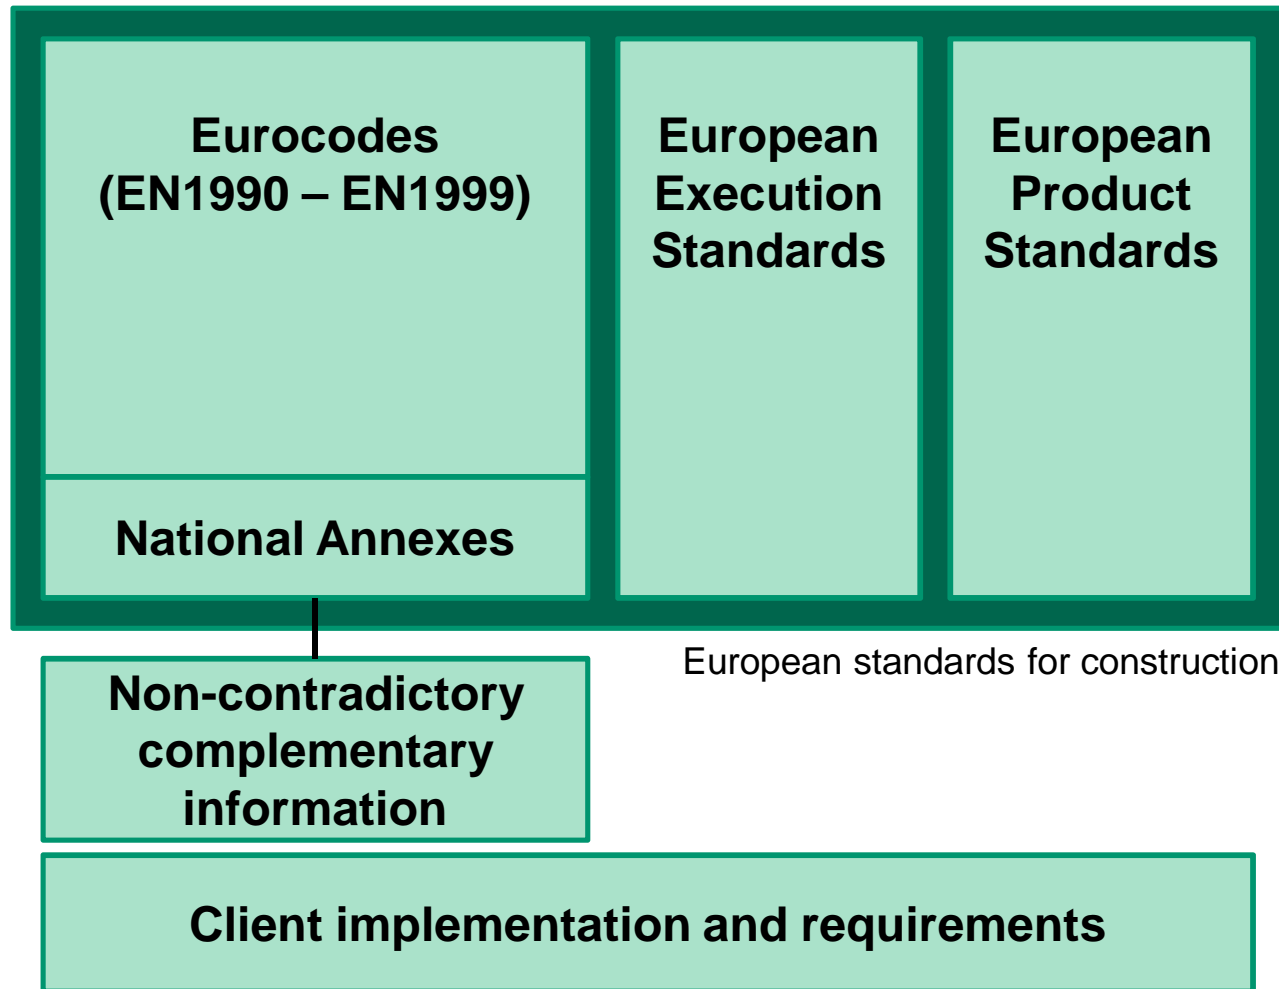 Eurocodes
(EN1990 – EN1999)
National Annexes
European
Execution
Standards
European
Product
Standards
European standards for construction
Non-contradictory
complementary
information
Client implementation and requirements